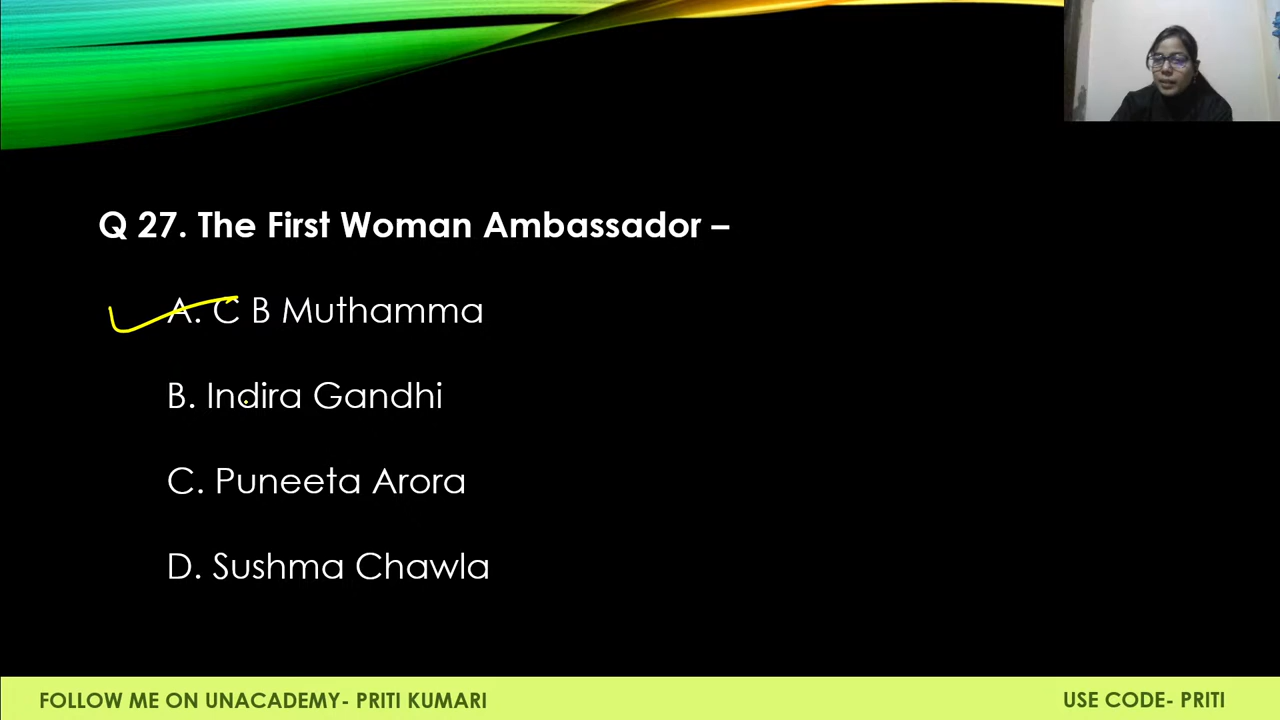 Q 27. The First Woman Ambassador –
A. C B Muthamma
B. Indira Gandhi
C. Puneeta Arora
D. Sushma Chawla
FOLLOW ME ON UNACADEMY- PRITI KUMARI
USE CODE- PRITI